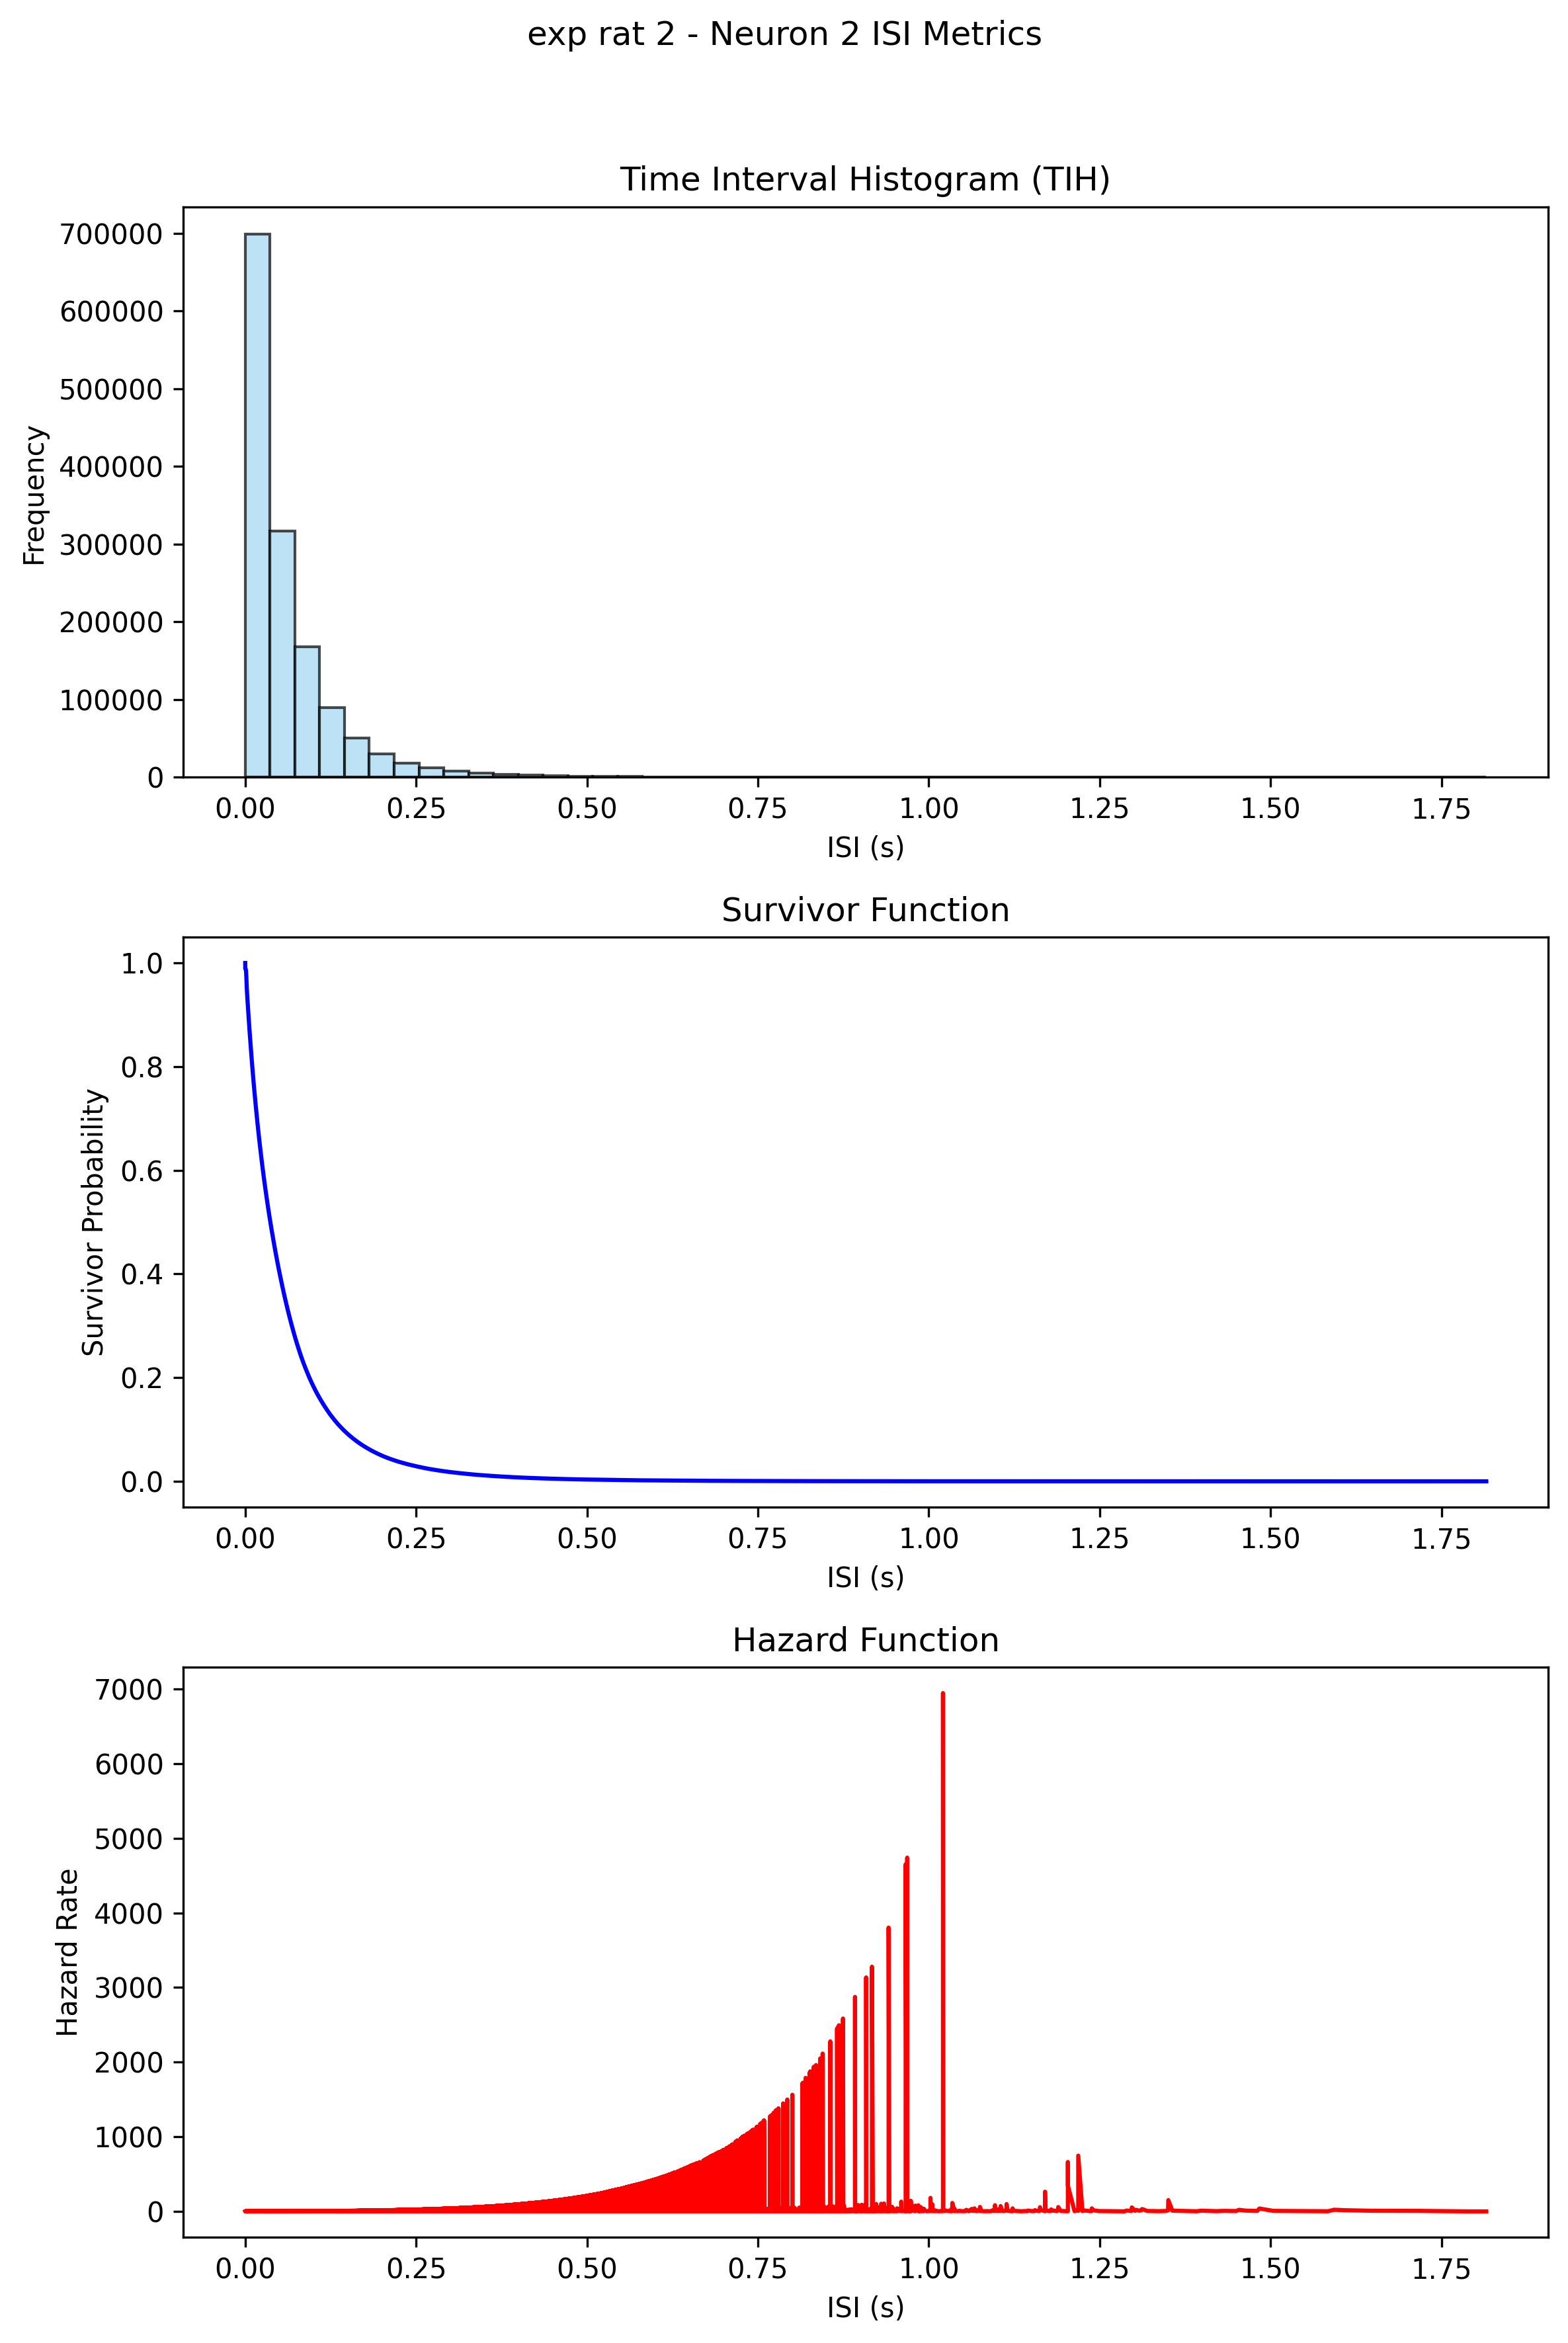 exp rat 2 - Neuron 2 ISI Metrics
Time Interval Histogram (TIH)
700000
600000
500000
400000
300000
200000
100000
0
Frequency
0.00 0.25 0.50 0.75 1.00 1.25 1.50 1.75
ISI (s)
Survivor Function
1.0
0.8
0.6
0.4
0.2
0.0
Survivor Probability
0.00 0.25 0.50 0.75 1.00 1.25 1.50 1.75
ISI (s)
Hazard Function
7000
6000
5000
4000
3000
2000
1000
0
Hazard Rate
0.00 0.25 0.50 0.75 1.00 1.25 1.50 1.75
ISI (s)